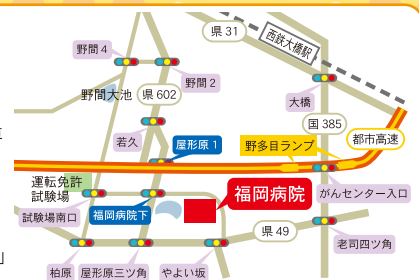 県31
西鉄大橋駅
野間4
野間2
野間大池
県602
大橋
国385
若久
屋形原1
野多目ランプ
都市高速
運転免許
試験場
福岡病院
がんセンター入口
試験場南口
福岡病院下
県49
老司四ツ角
柏原
屋形原三ツ角
やよい坂
」